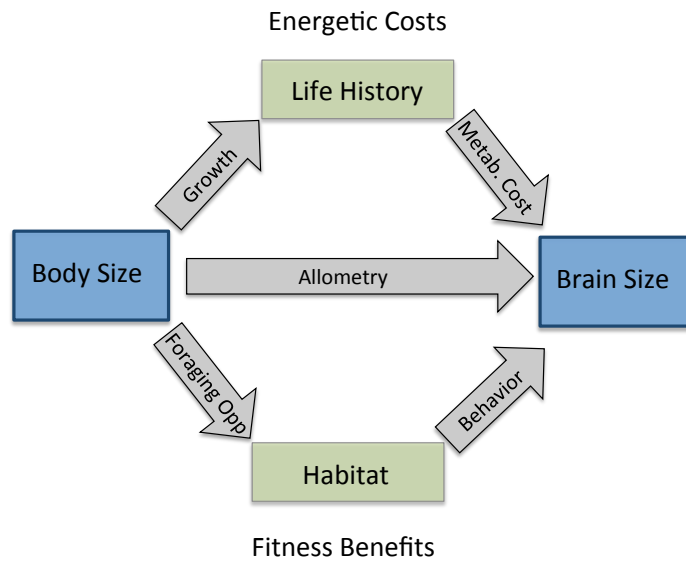 Energetic Costs
Life History
Growth
Metab. Cost
Body Size
Allometry
Brain Size
Foraging Opp
Behavior
Habitat
Fitness Benefits